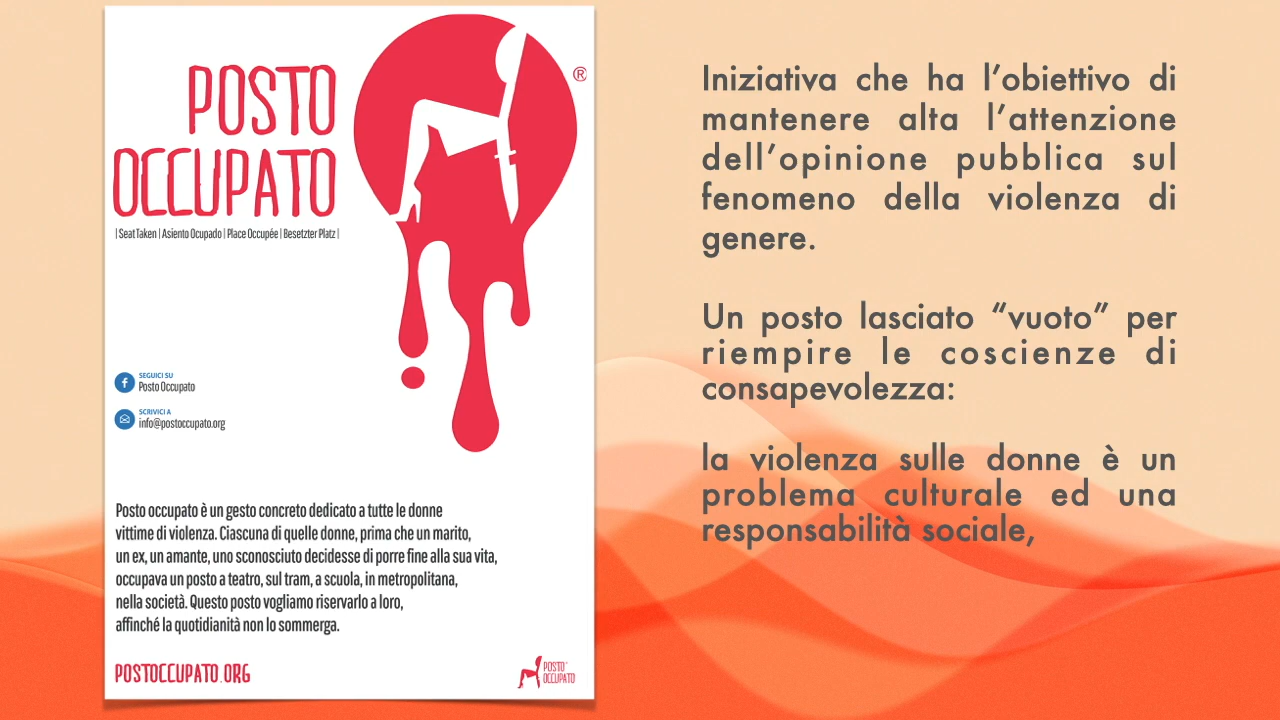 POSTO
OCCUPATO
®
| Seat Taken | Asiento Ocupado | Place Occupée | Besetzter Platz |
SEGUICI SU
Posto Occupato
SCRIVICI A
info@postoccupato.org
Posto occupato è un gesto concreto dedicato a tutte le donne
vittime di violenza. Ciascuna di quelle donne, prima che un marito,
un ex, un amante, uno sconosciuto decidesse di porre fine alla sua vita,
occupava un posto a teatro, sul tram, a scuola, in metropolitana,
nella società. Questo posto vogliamo riservarlo a loro,
affinché la quotidianità non lo sommerga.
POSTOCCUPATO.ORG
POSTO
OCCUPATO
Iniziativa che ha l’obiettivo di
mantenere alta l’attenzione
dell’opinione pubblica sul
fenomeno della violenza di
genere.
Un posto lasciato “vuoto” per
riempire le coscienze di
consapevolezza:
la violenza sulle donne è un
problema culturale ed una
responsabilità sociale,